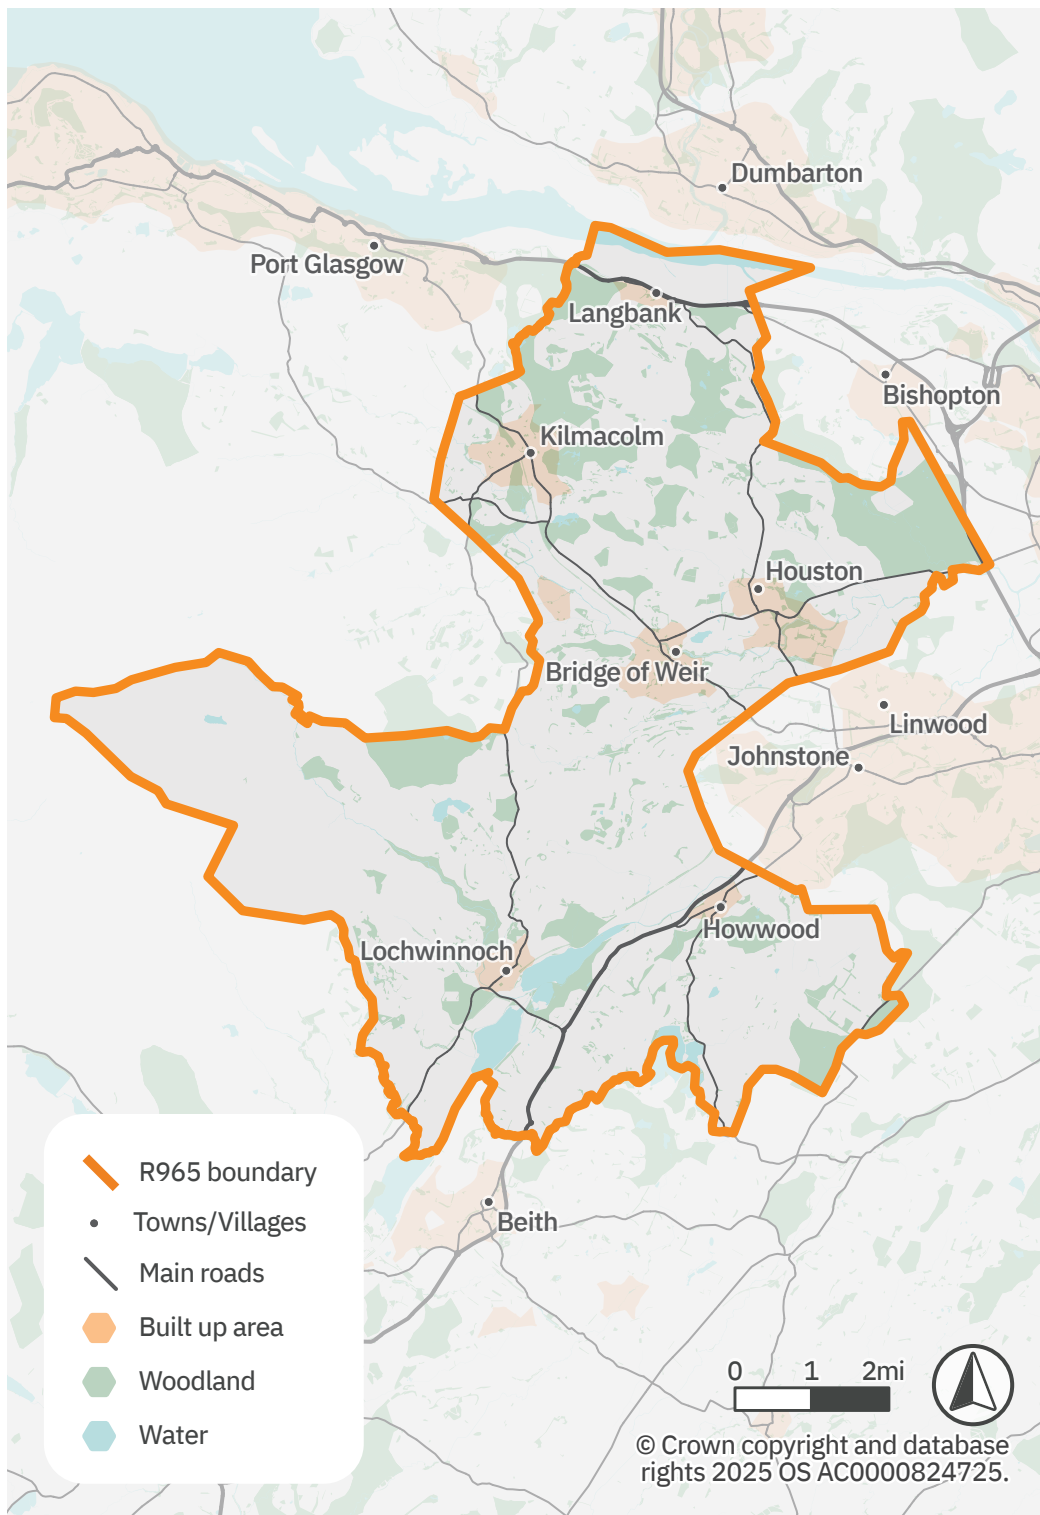 Dumbarton
Port Glasgow
Langbank
Bishopton
Kilmacolm
Houston
Bridge of Weir
Linwood
Johnstone
Howwood
Lochwinnoch
R965 boundary
Towns/Villages
Main roads
Built up area
Woodland
Water
Beith
0 1 2mi
© Crown copyright and database
rights 2025 OS AC0000824725.